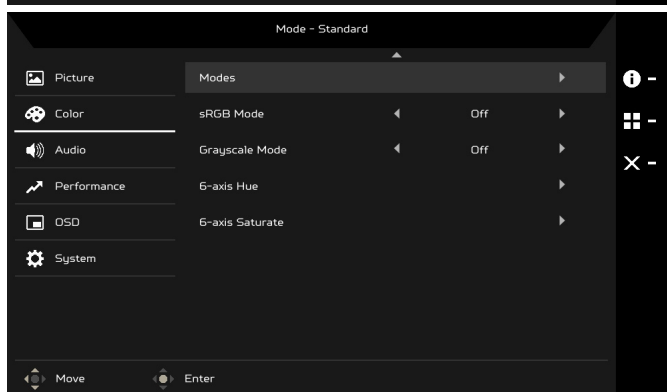 Mode - Standard
Picture
Modes
Color
sRGB Mode Off
Audio
Grayscale Mode Off
Performance
6-axis Hue
OSD
6-axis Saturate
System
Move Enter